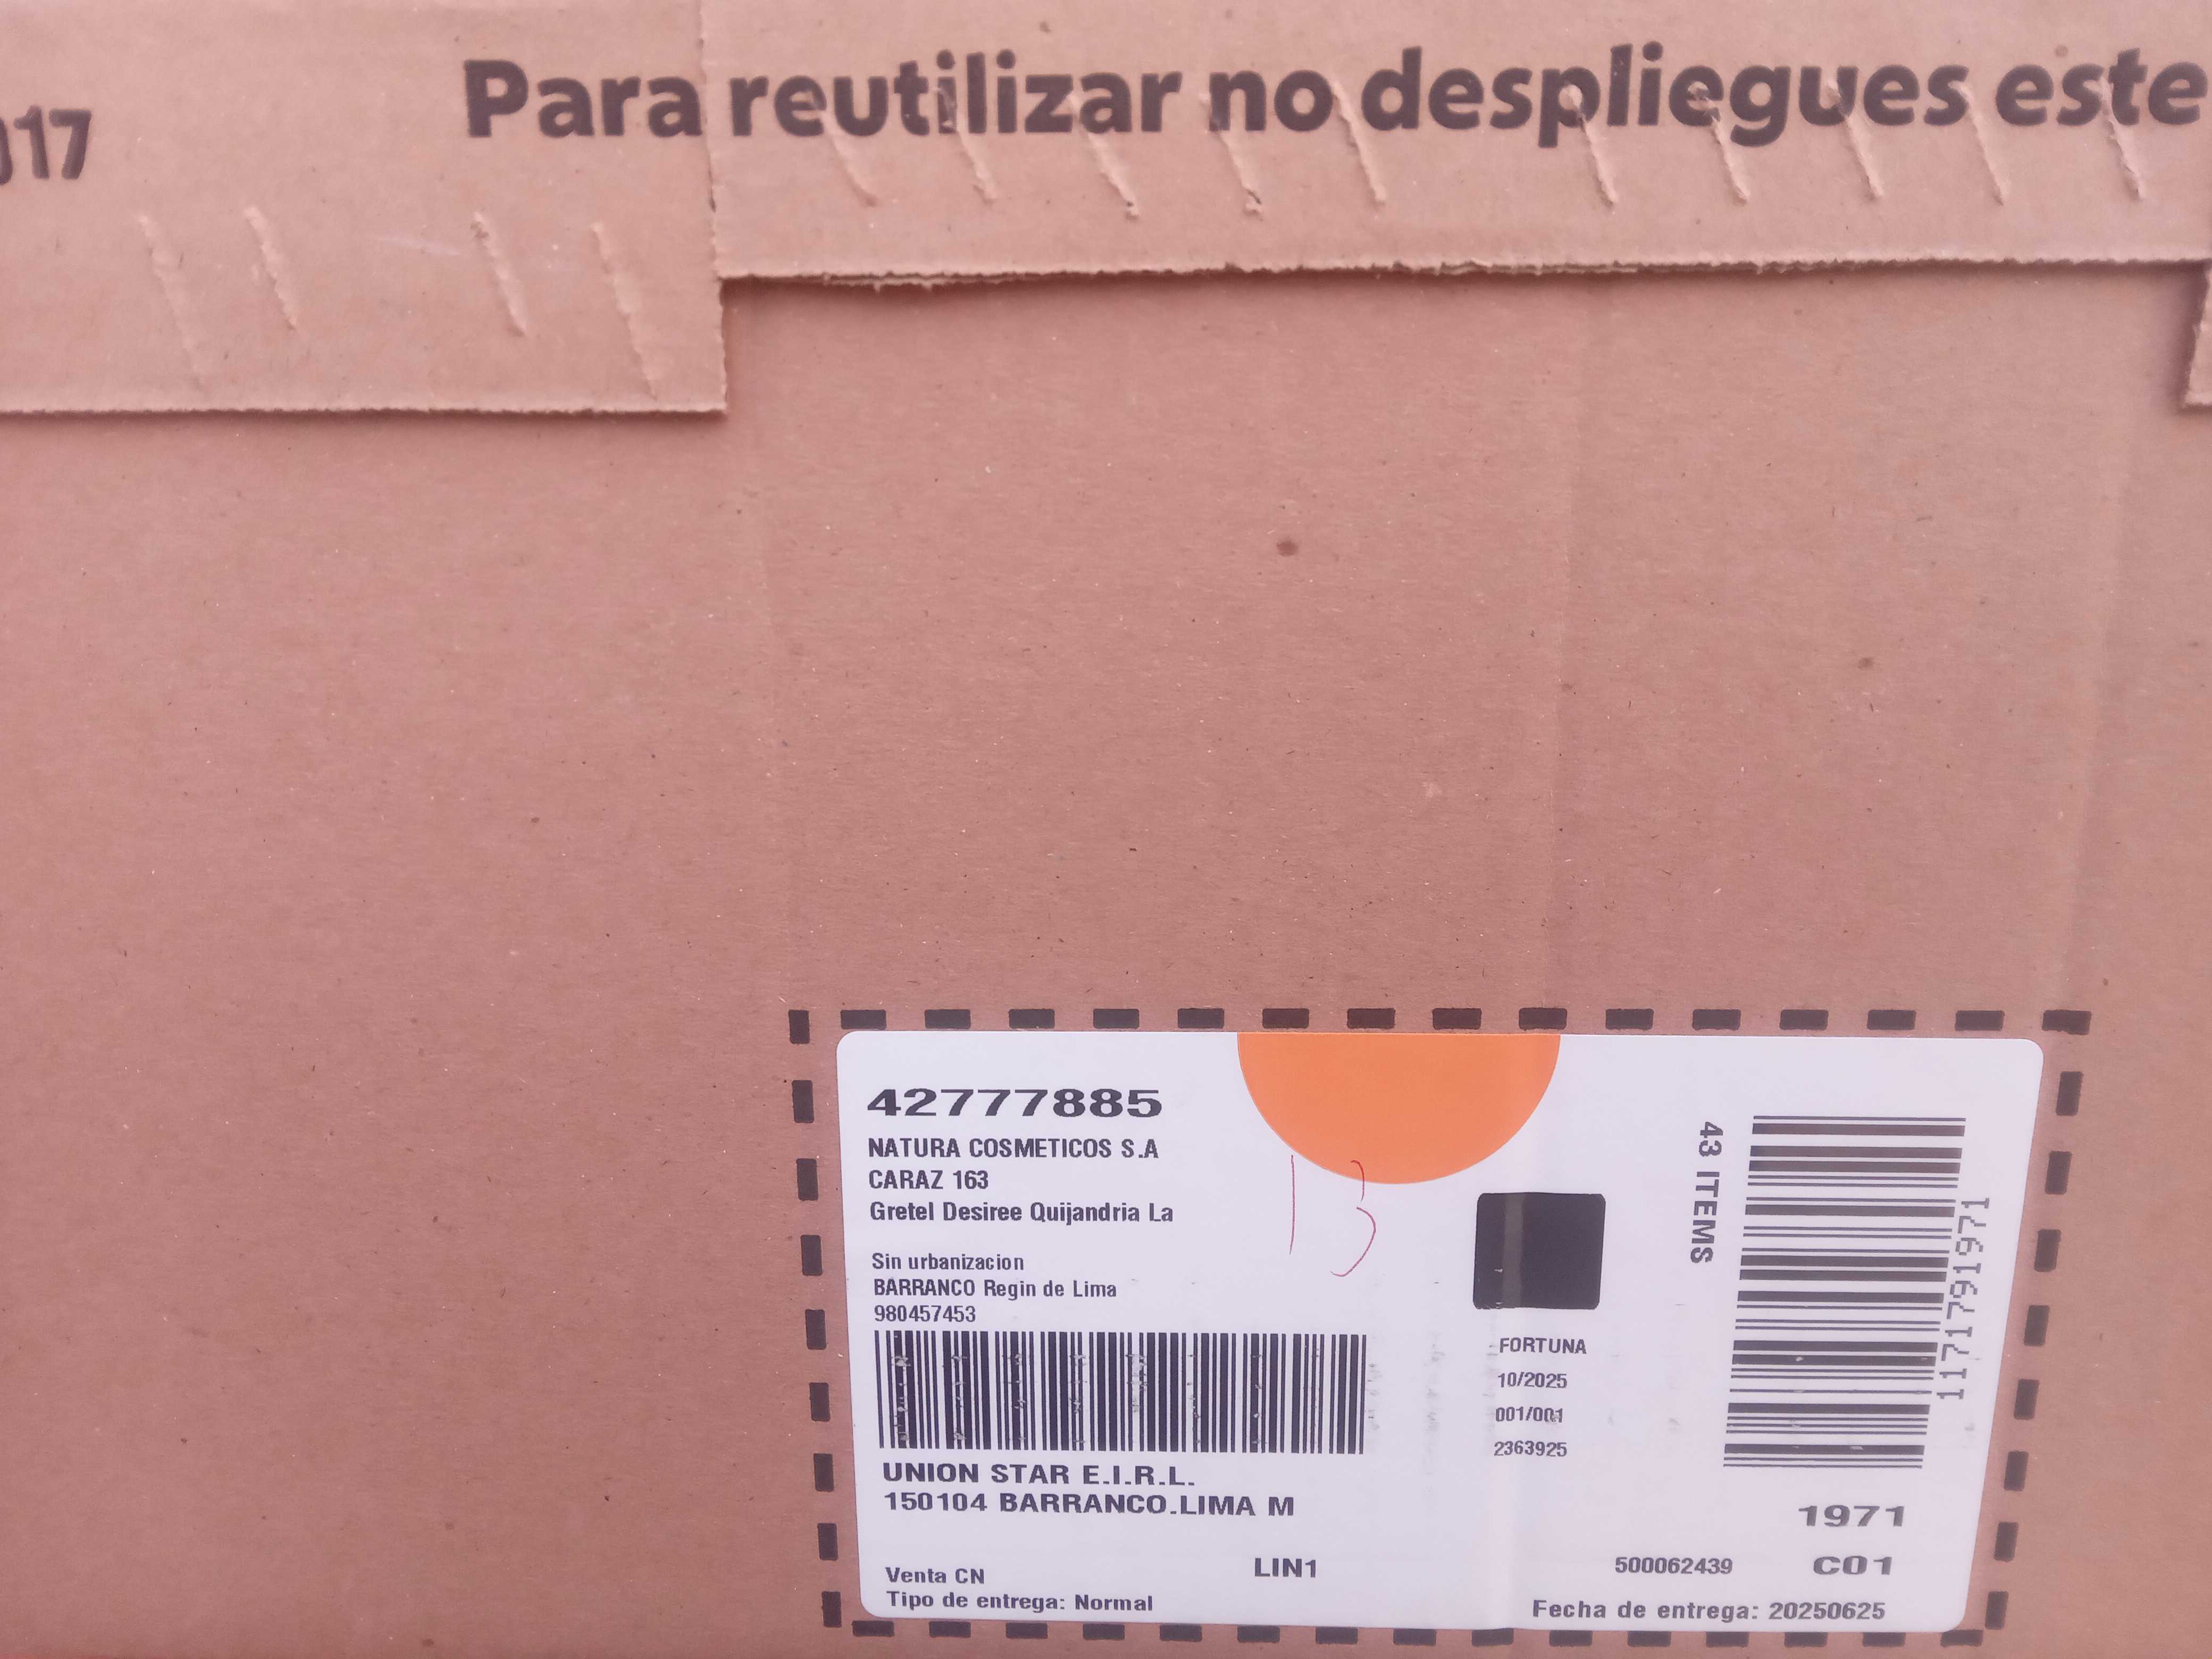 Para reutilizar no despliegues este
017
42777885
NATURA COSMETICOS S.A
CARAZ 163
Gretel Desiree Quijandria La
Sin urbanizacion
BARRANCO Regin de Lima
980457453
UNION STAR E.I.R.L.
150104 BARRANCO.LIMA M
Venta CN
Tipo de entrega: Normal
LIN1
13
FORTUNA
10/2025
001/001
2363925
43 ITEMS
11717919​71
1971
500062439 C01
Fecha de entrega: 20250625